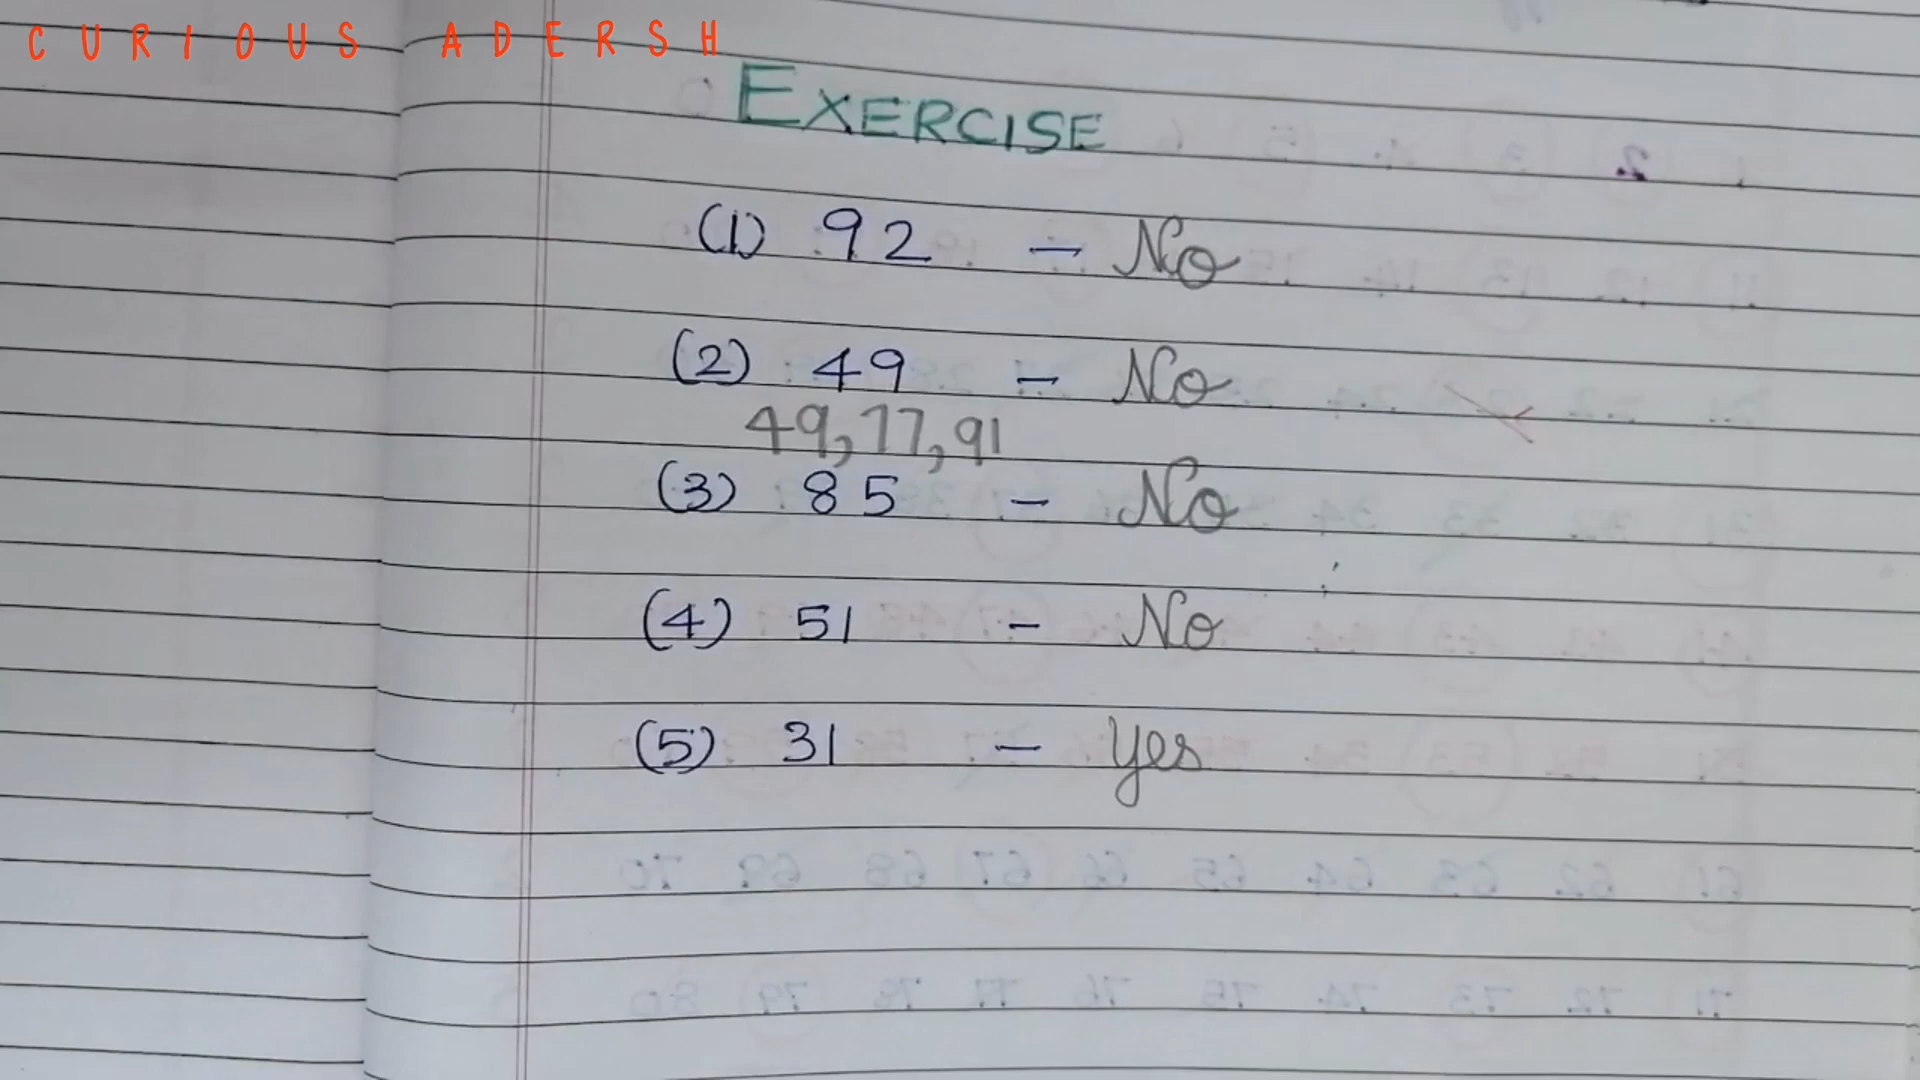 CURIOUS ADERSH
EXERCISE
(1) 92 - No
(2) 49 - No
49,77,91
(3) 85 - No
(4) 51 - No
(5) 31 - Yes